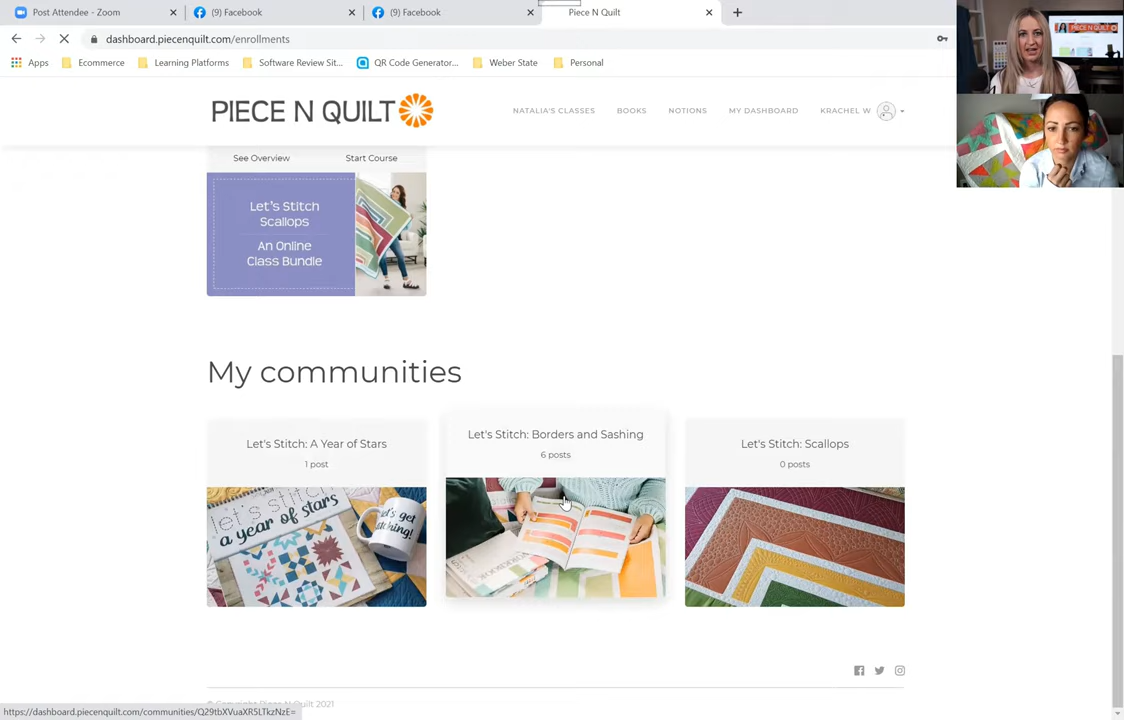 Post Attendee - Zoom
(9) Facebook
(9) Facebook
Piece N Quilt
dashboard.piecenquilt.com/enrollments
Apps
Ecommerce
Learning Platforms
Software Review Sit...
QR Code Generator...
Weber State
Personal
PIECE N QUILT
NATALIA'S CLASSES
BOOKS
NOTIONS
MY DASHBOARD
KRACHEL W
See Overview
Start Course
Let's Stitch
Scallops
An Online
Class Bundle
My communities
Let's Stitch: A Year of Stars
1 post
Let's Stitch: Borders and Sashing
6 posts
Let's Stitch: Scallops
0 posts
let's stitch
a year of stars
let's get
© Copyright Piece N Quilt 2021
https://dashboard.piecenquilt.com/communities/Q29tbXVuaXR5LTkzNzE=